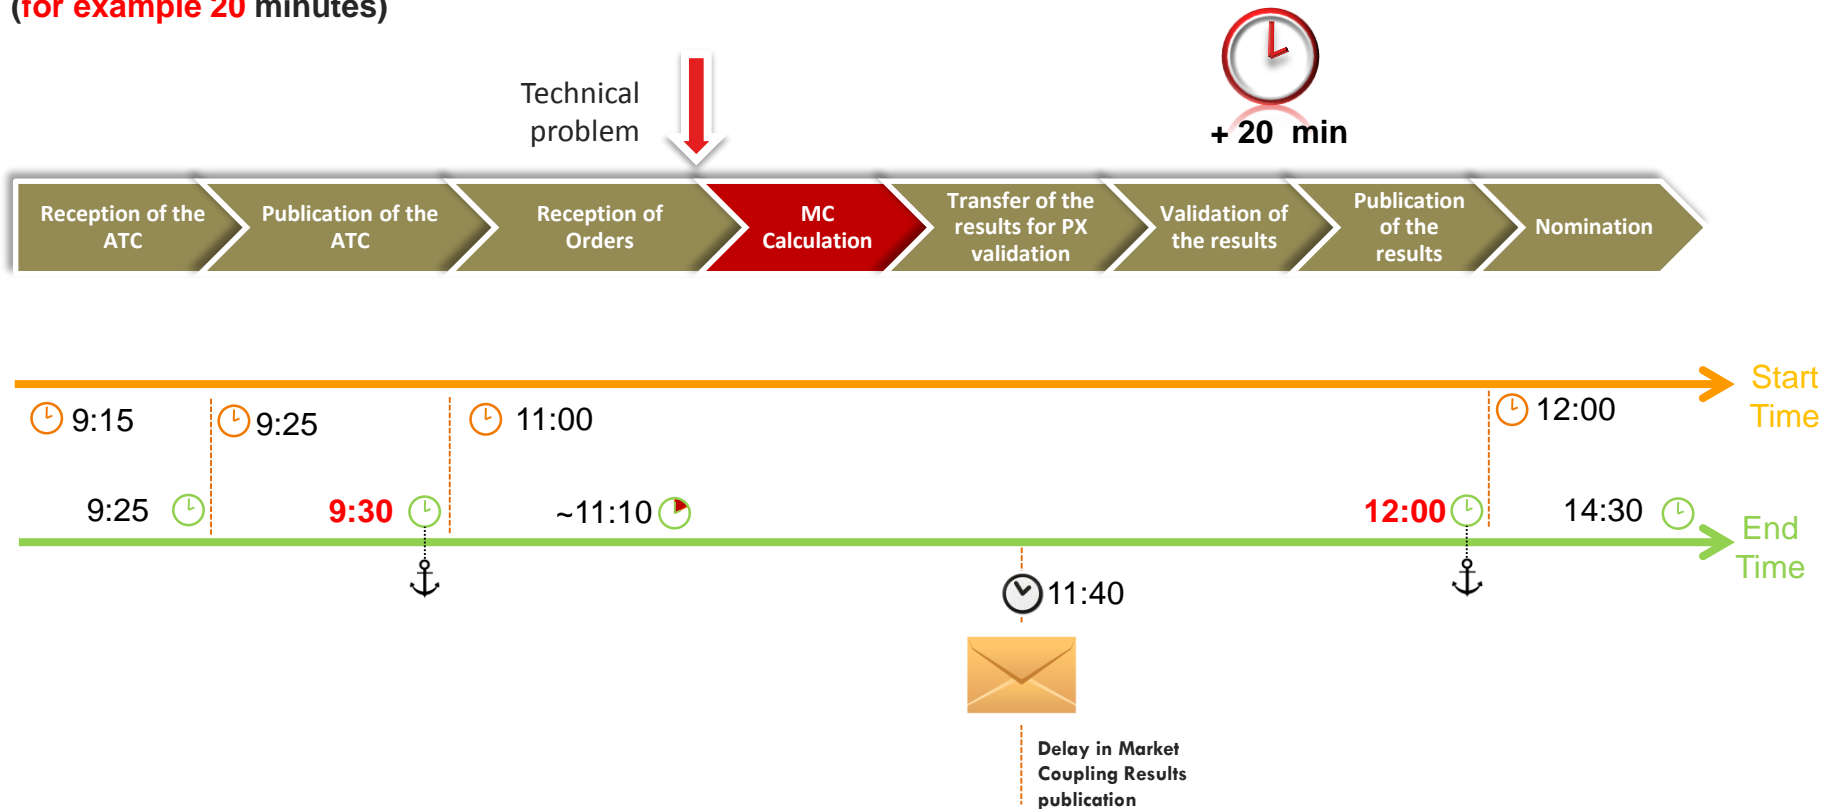 (for example 20 minutes)
Technical
problem
+ 20 min
Reception of the
ATC
Publication of the
ATC
Reception of
Orders
MC
Calculation
Transfer of the
results for PX
validation
Validation of
the results
Publication
of the
results
Nomination
Start
Time
9:15
9:25
11:00
12:00
9:25
9:30
~11:10
12:00
14:30
End
Time
11:40
Delay in Market
Coupling Results
publication